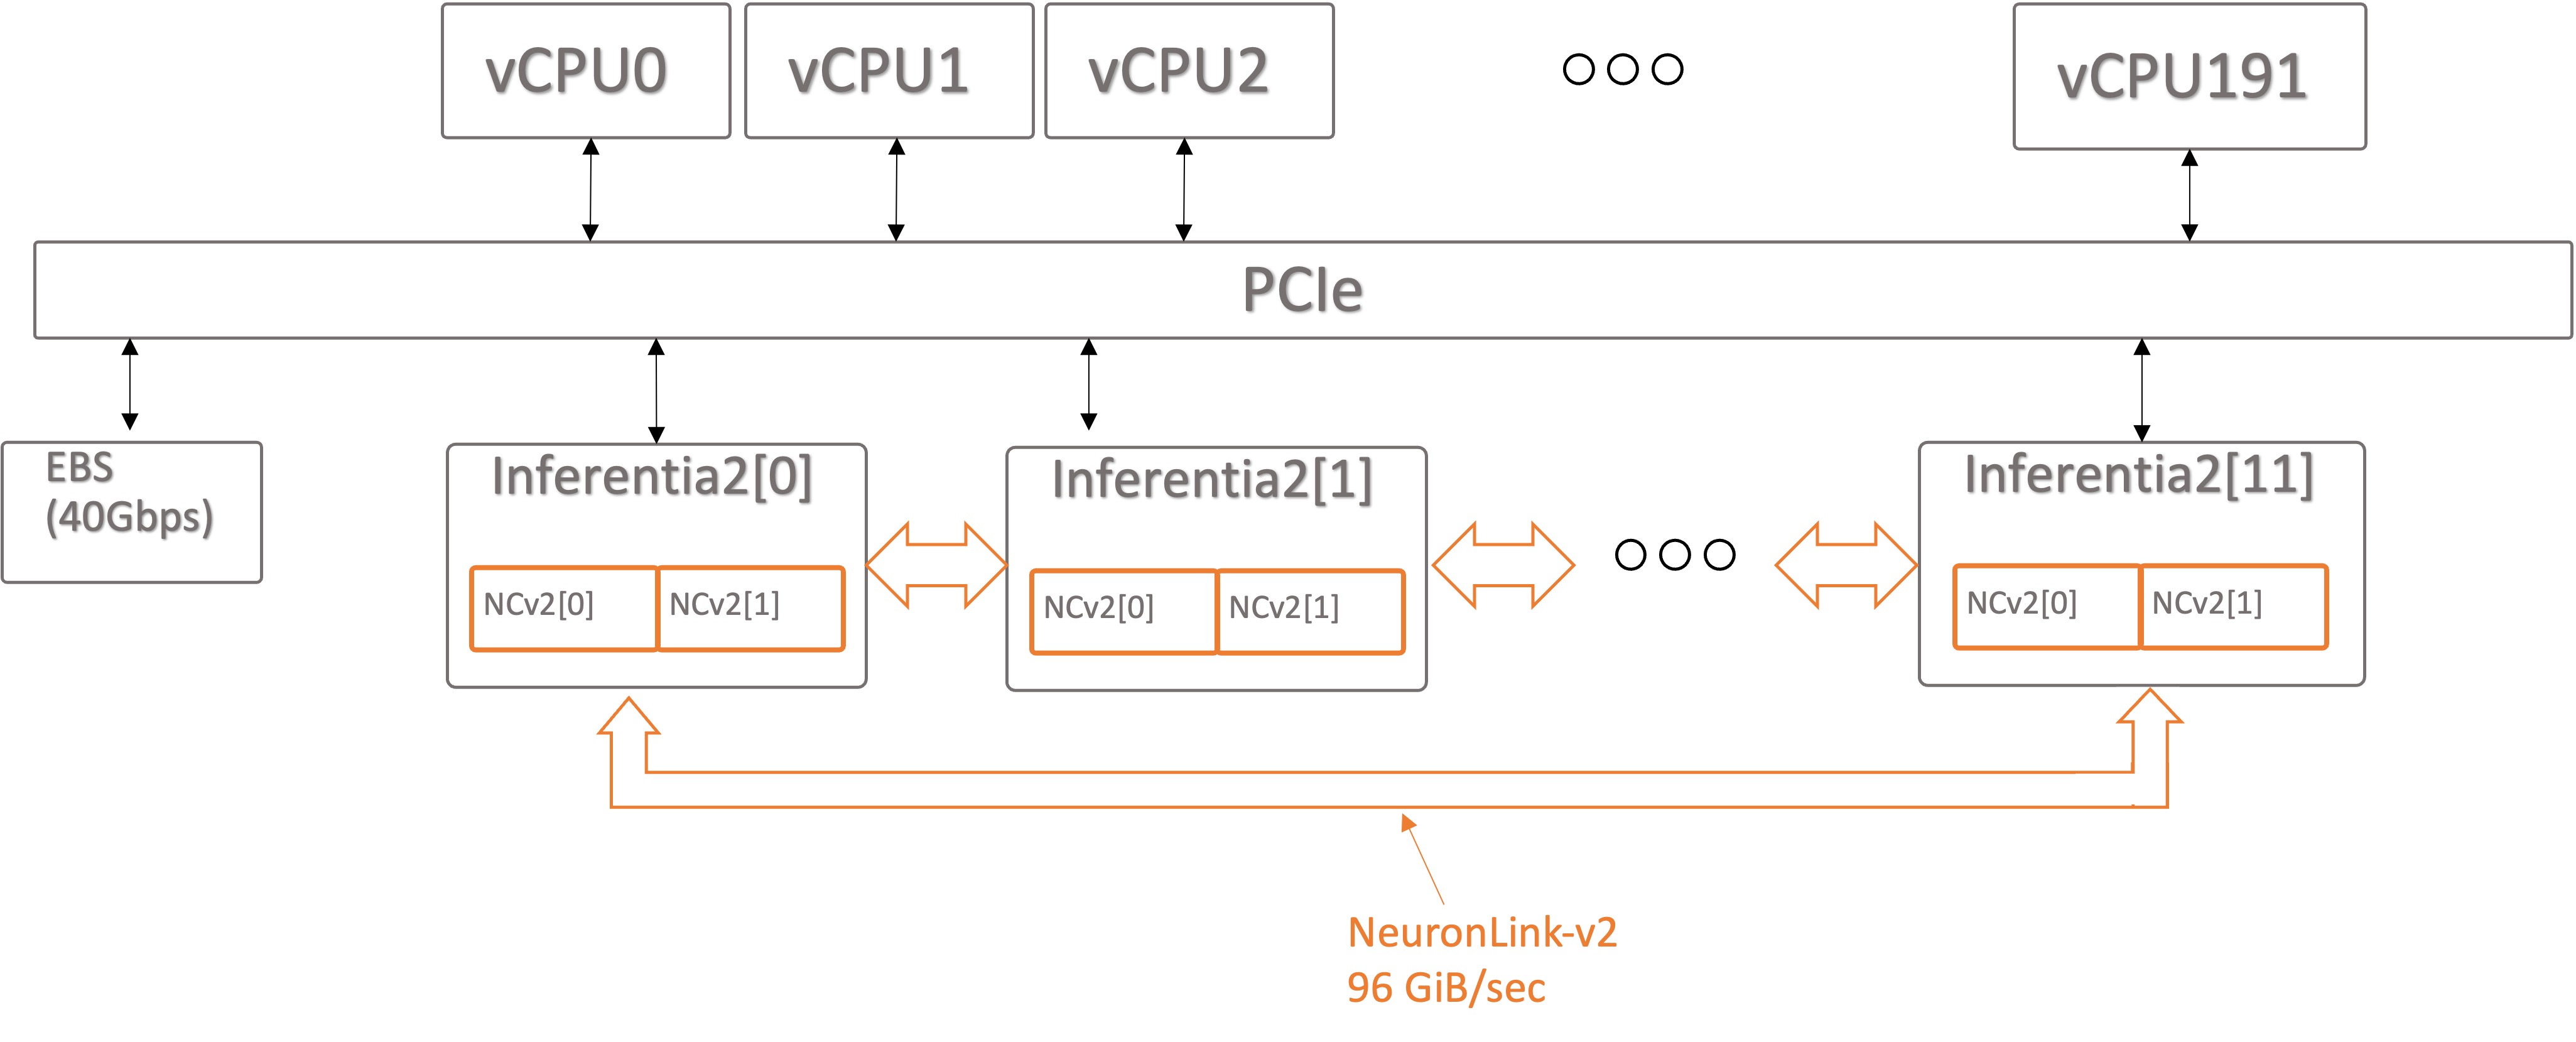 vCPU0
vCPU1
vCPU2
vCPU191
PCIe
EBS
(40Gbps)
Inferentia2[0]
NCv2[0]
NCv2[1]
Inferentia2[1]
NCv2[0]
NCv2[1]
Inferentia2[11]
NCv2[0]
NCv2[1]
NeuronLink-v2
96 GiB/sec